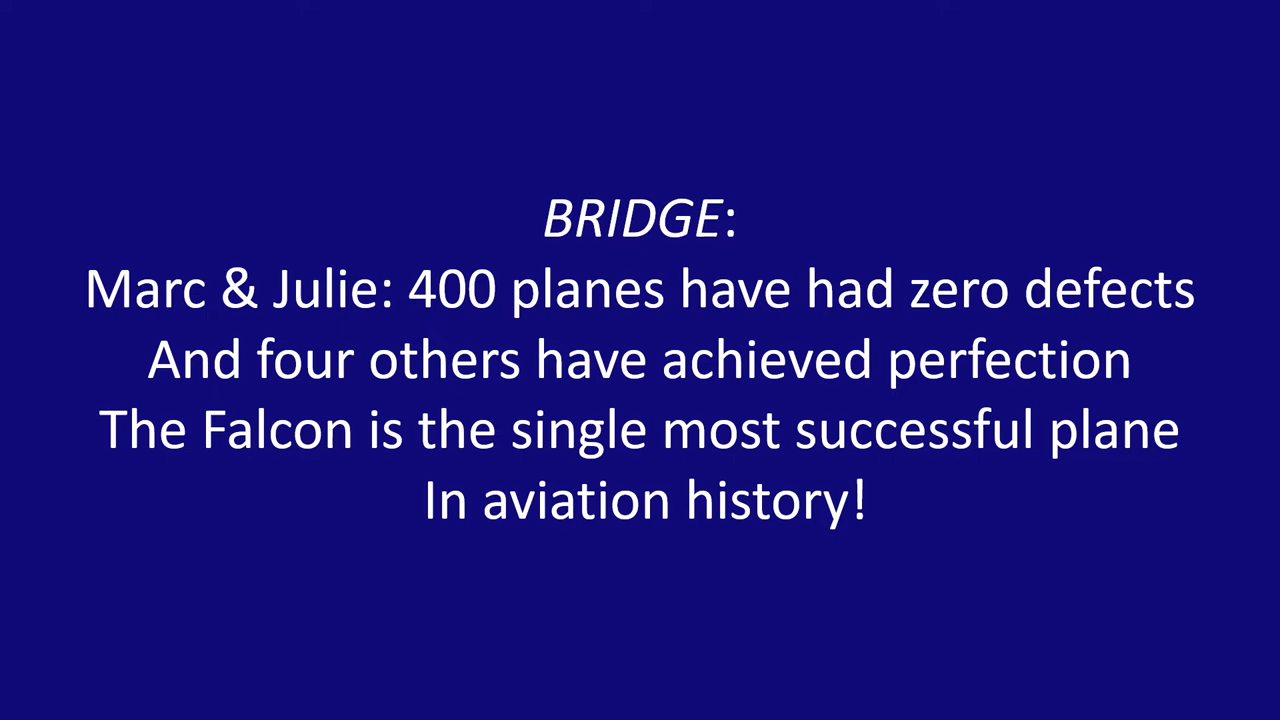 BRIDGE:
Marc & Julie: 400 planes have had zero defects
And four others have achieved perfection
The Falcon is the single most successful plane
In aviation history!